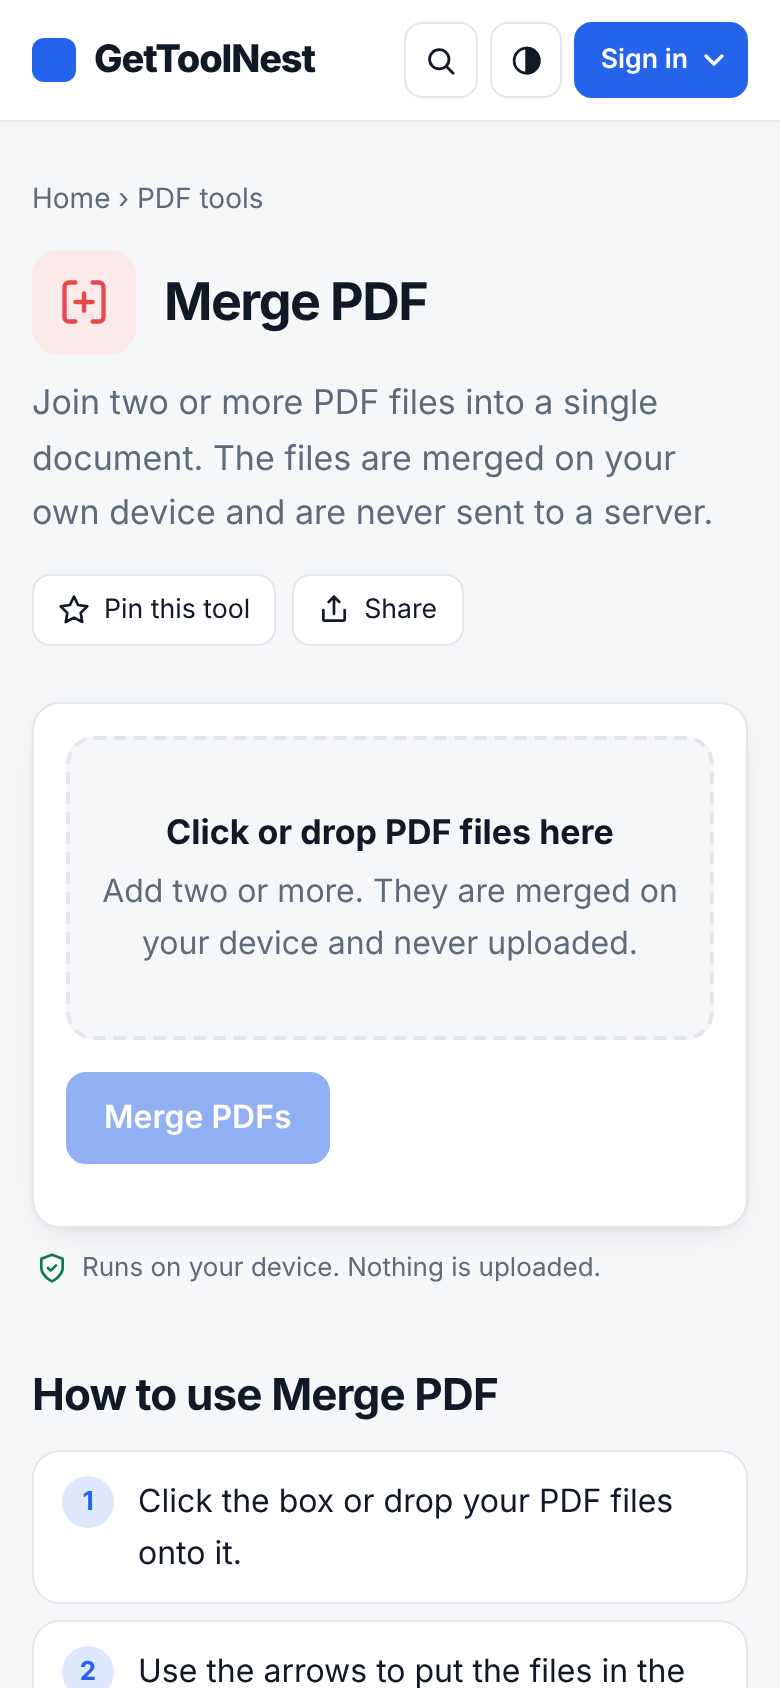 GetToolNest
Sign in
Home › PDF tools
Merge PDF
Join two or more PDF files into a single
document. The files are merged on your
own device and are never sent to a server.
Pin this tool
Share
Click or drop PDF files here
Add two or more. They are merged on
your device and never uploaded.
Merge PDFs
Runs on your device. Nothing is uploaded.
How to use Merge PDF
1 Click the box or drop your PDF files
onto it.
2 Use the arrows to put the files in the